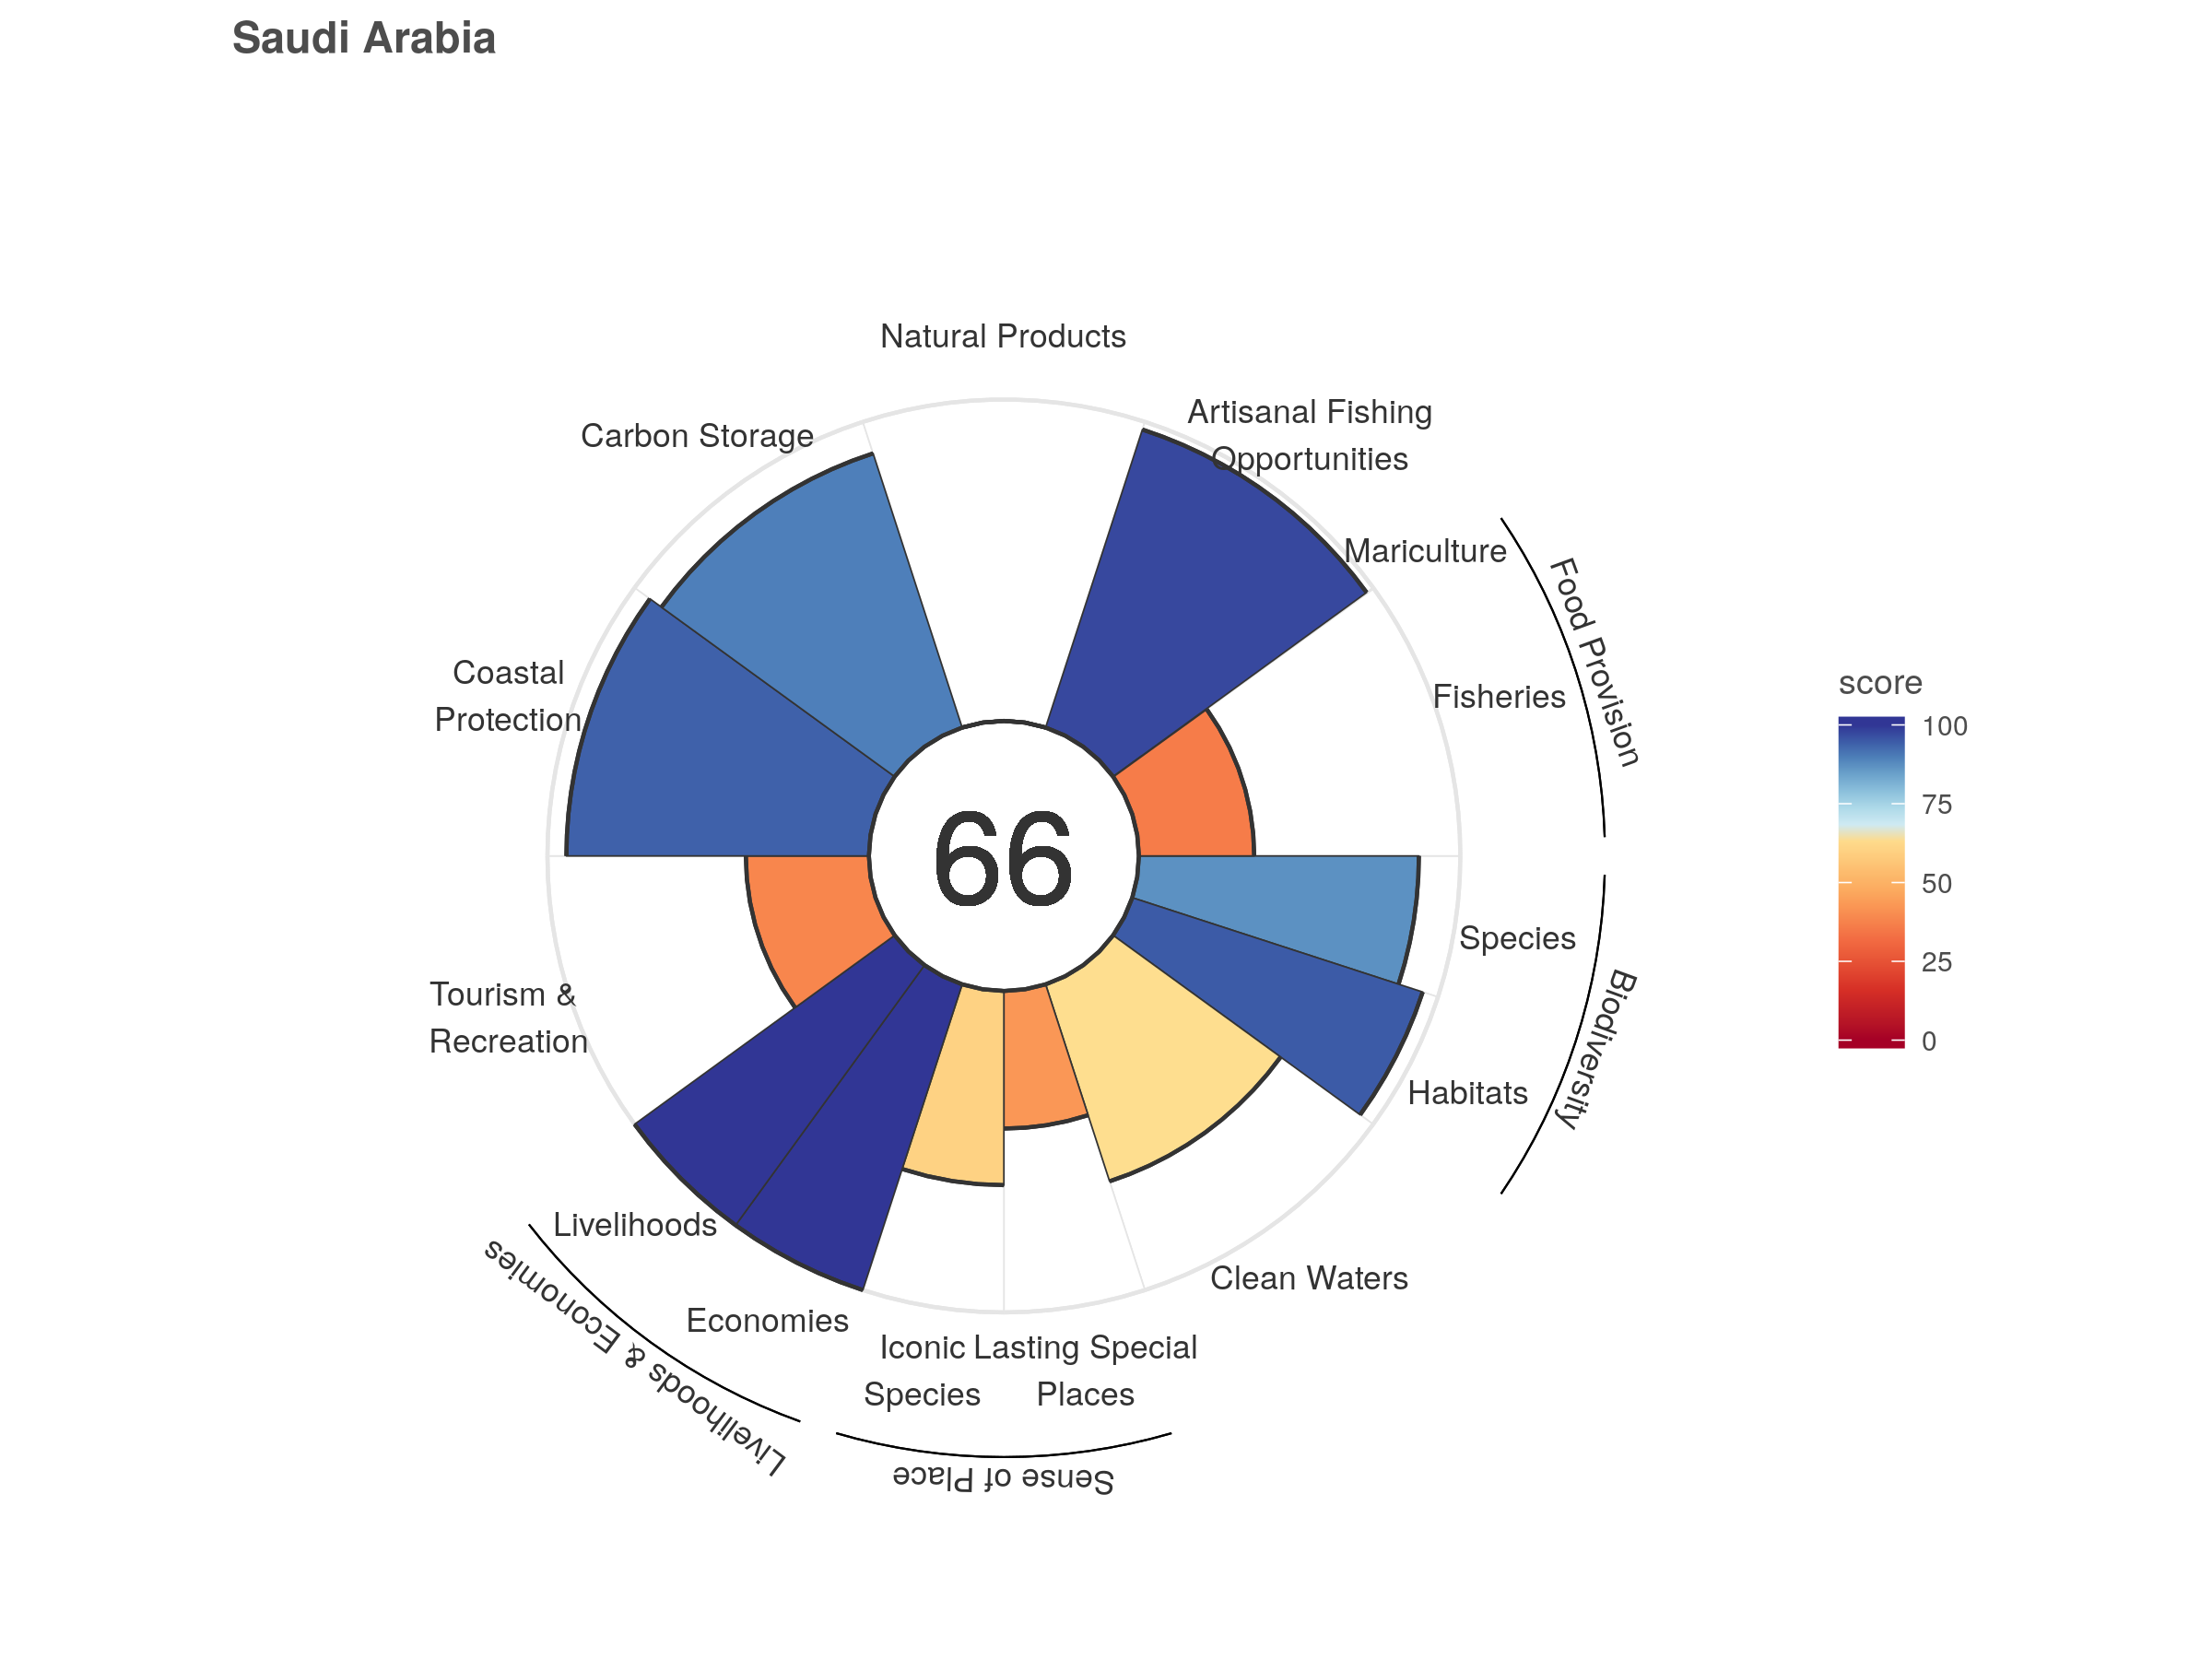 Saudi Arabia
Natural Products
Artisanal Fishing
Opportunities
Carbon Storage
Mariculture
Food Provision
Fisheries
Coastal
Protection
score
100
75
50
25
0
66
Species
Biodiversity
Habitats
Tourism &
Recreation
Livelihoods
Livelihoods & Economies
Economies
Clean Waters
Iconic
Species
Lasting Special
Places
Sense of Place